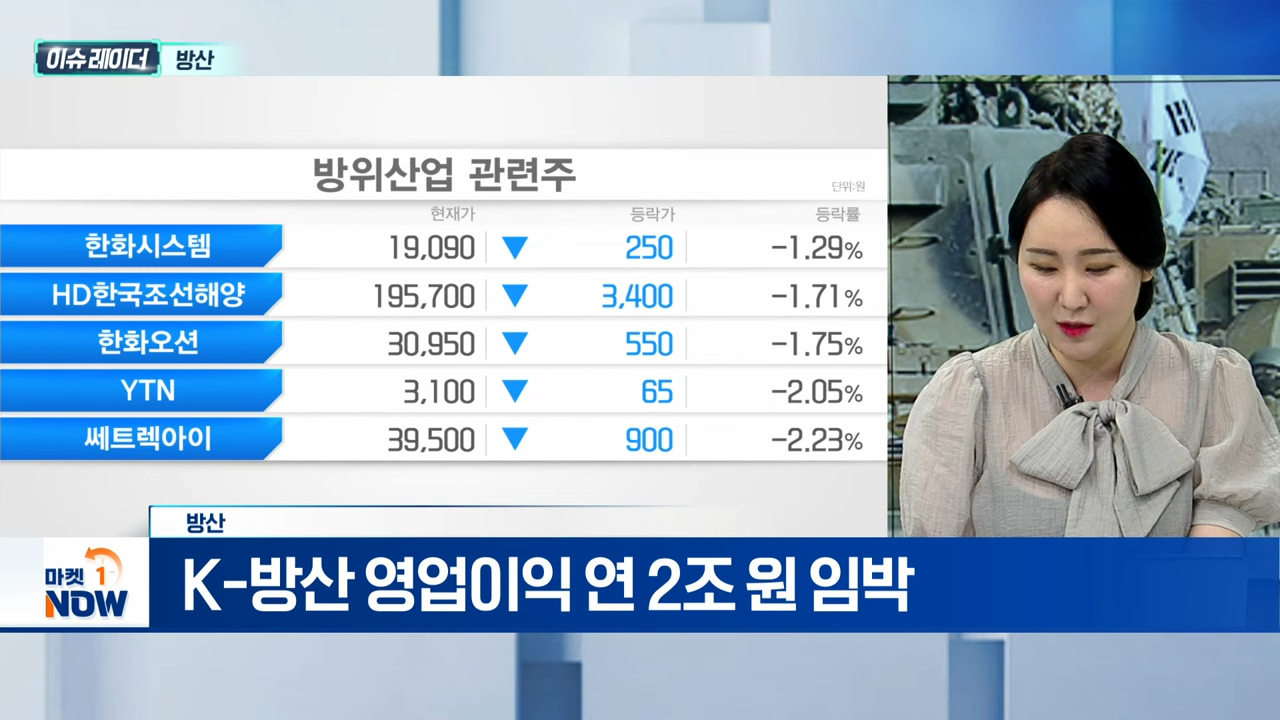 이슈레이더 방산
방위산업 관련주
단위:원
현재가 등락가 등락률
한화시스템 19,090 ▼ 250 -1.29%
HD한국조선해양 195,700 ▼ 3,400 -1.71%
한화오션 30,950 ▼ 550 -1.75%
YTN 3,100 ▼ 65 -2.05%
쎄트렉아이 39,500 ▼ 900 -2.23%
방산
마켓 1
NOW
K-방산 영업이익 연 2조 원 임박